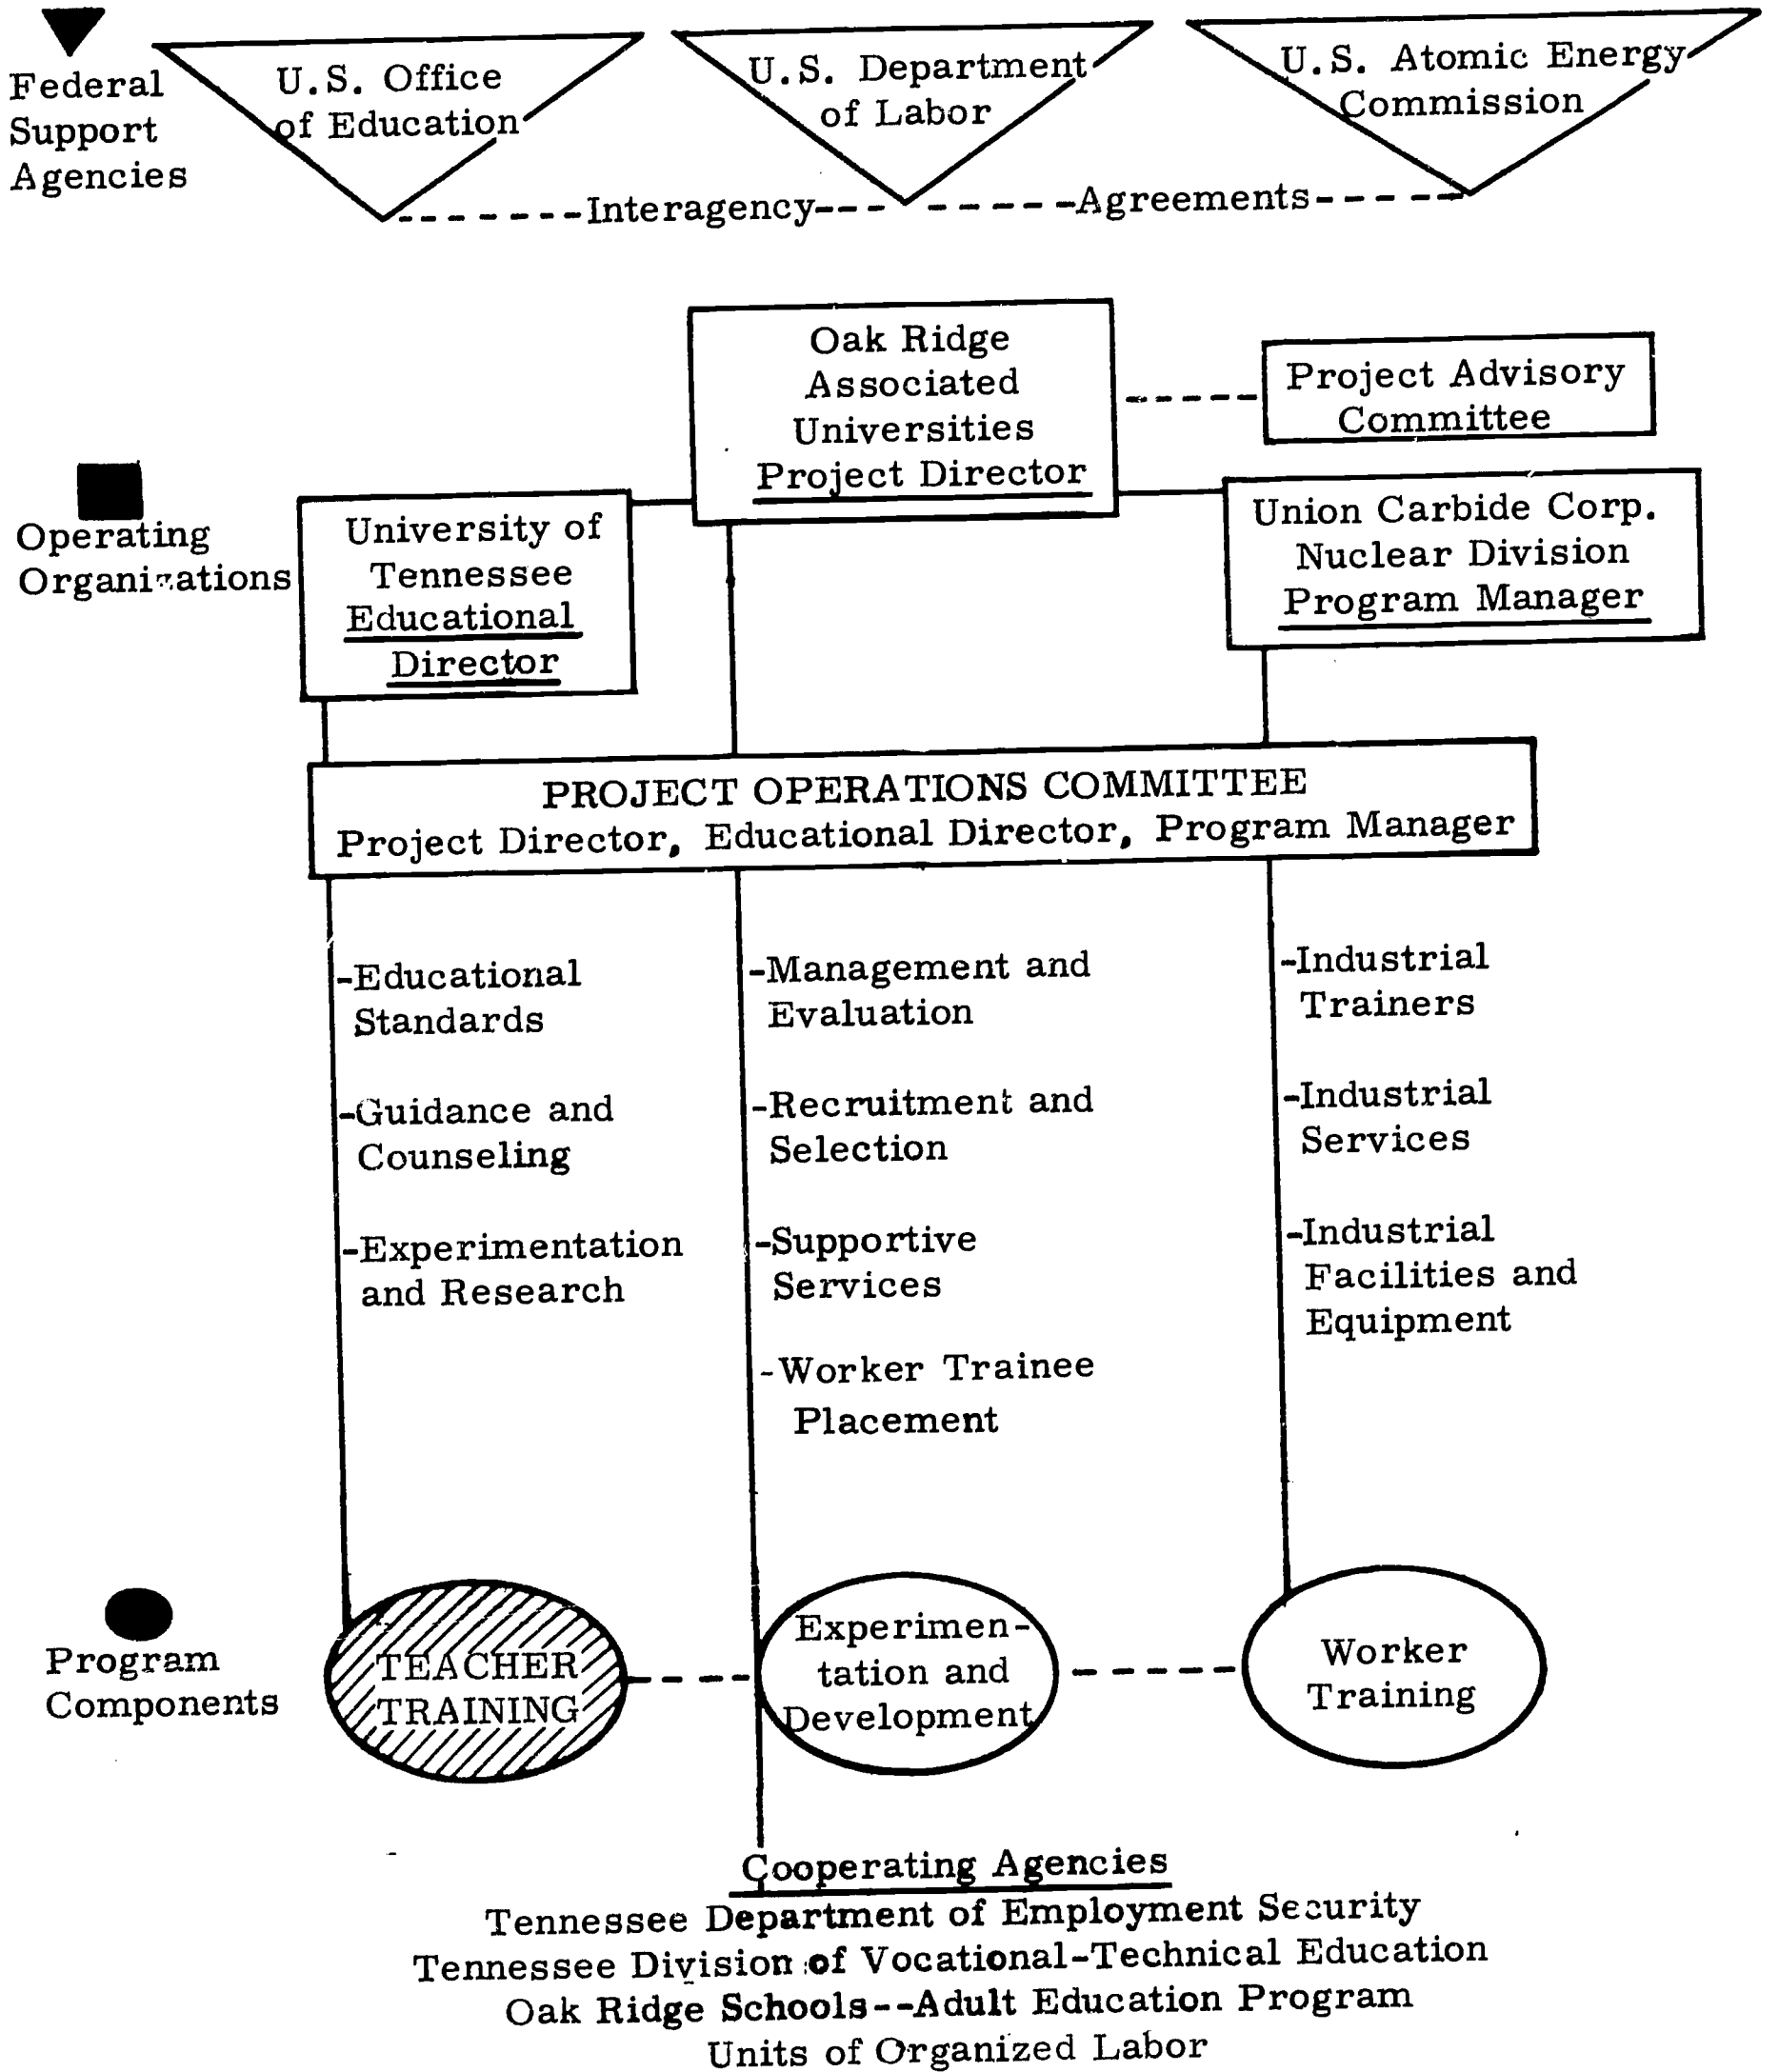 Federal
Support
Agencies
U.S. Office
of Education
U.S. Department
of Labor
U.S. Atomic Energy
Commission
Interagency
Agreements
Oak Ridge
Associated
Universities
Project Director
Project Advisory
Committee
Operating
Organizations
University of
Tennessee
Educational
Director
Union Carbide Corp.
Nuclear Division
Program Manager
PROJECT OPERATIONS COMMITTEE
Project Director, Educational Director, Program Manager
-Educational
Standards
-Guidance and
Counseling
-Experimentation
and Research
-Management and
Evaluation
-Recruitment and
Selection
-Supportive
Services
-Worker Trainee
Placement
-Industrial
Trainers
-Industrial
Services
-Industrial
Facilities and
Equipment
Program
Components
TEACHER
TRAINING
Experimen-
tation and
Development
Worker
Training
Cooperating Agencies
Tennessee Department of Employment Security
Tennessee Division of Vocational-Technical Education
Oak Ridge Schools--Adult Education Program
Units of Organized Labor